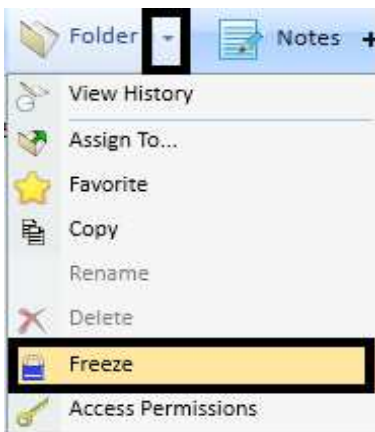 Folder Notes +
View History
Assign To...
Favorite
Copy
Rename
Delete
Freeze
Access Permissions